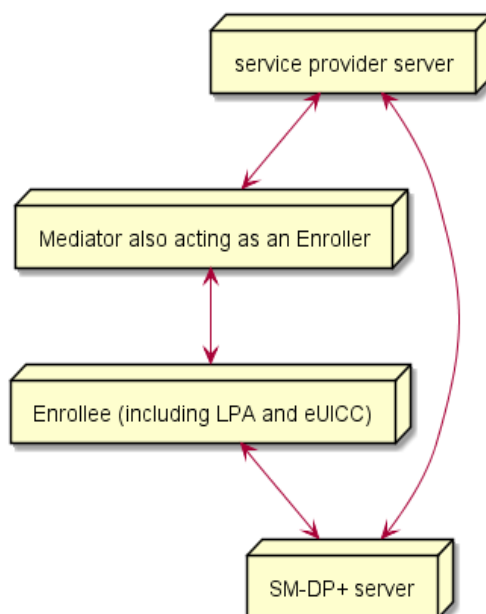 service provider server
Mediator also acting as an Enroller
Enrollee (including LPA and eUICC)
SM-DP+ server